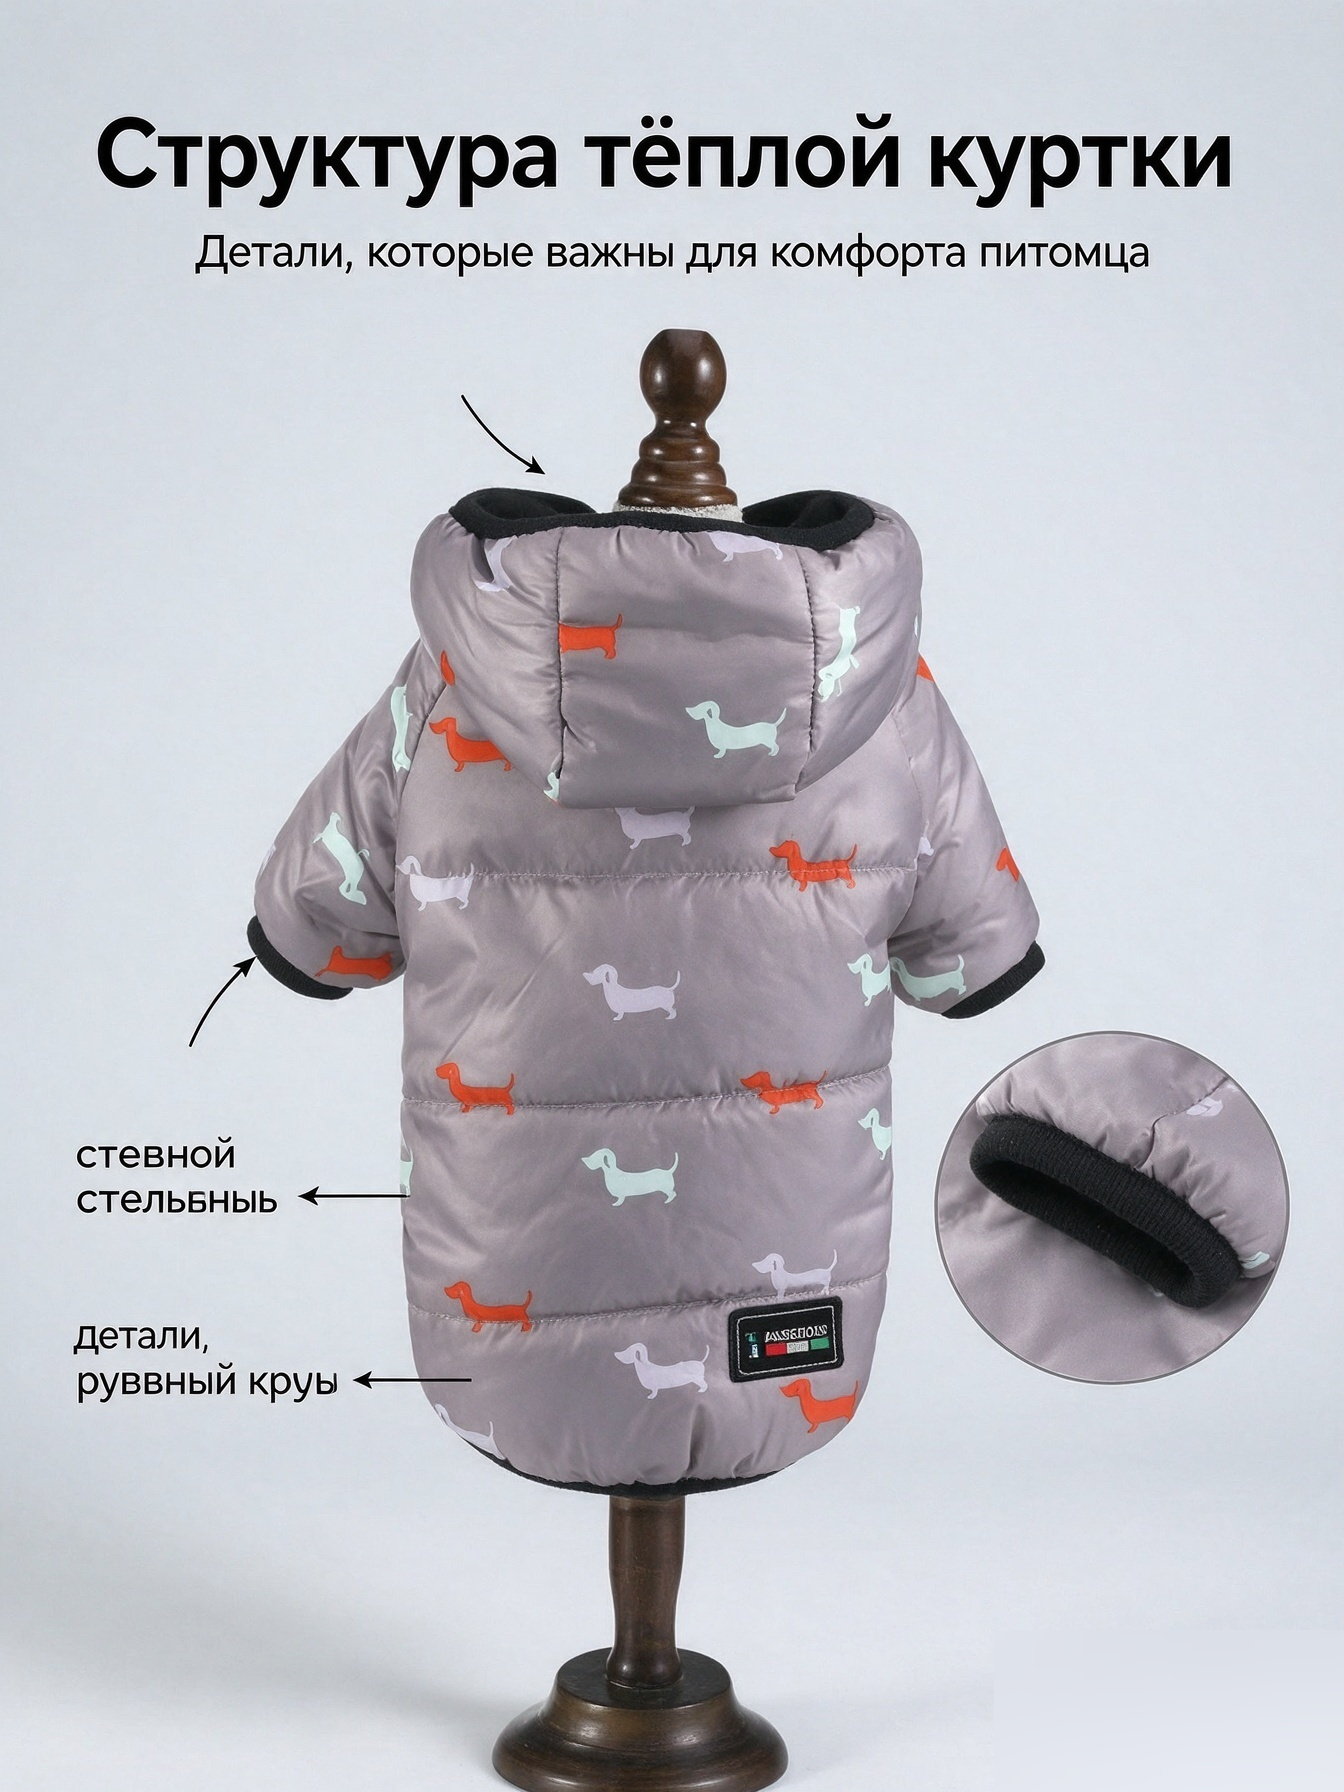 Структура тёплой куртки
Детали, которые важны для комфорта питомца
стевной
стельбныь
детали,
руввный круы